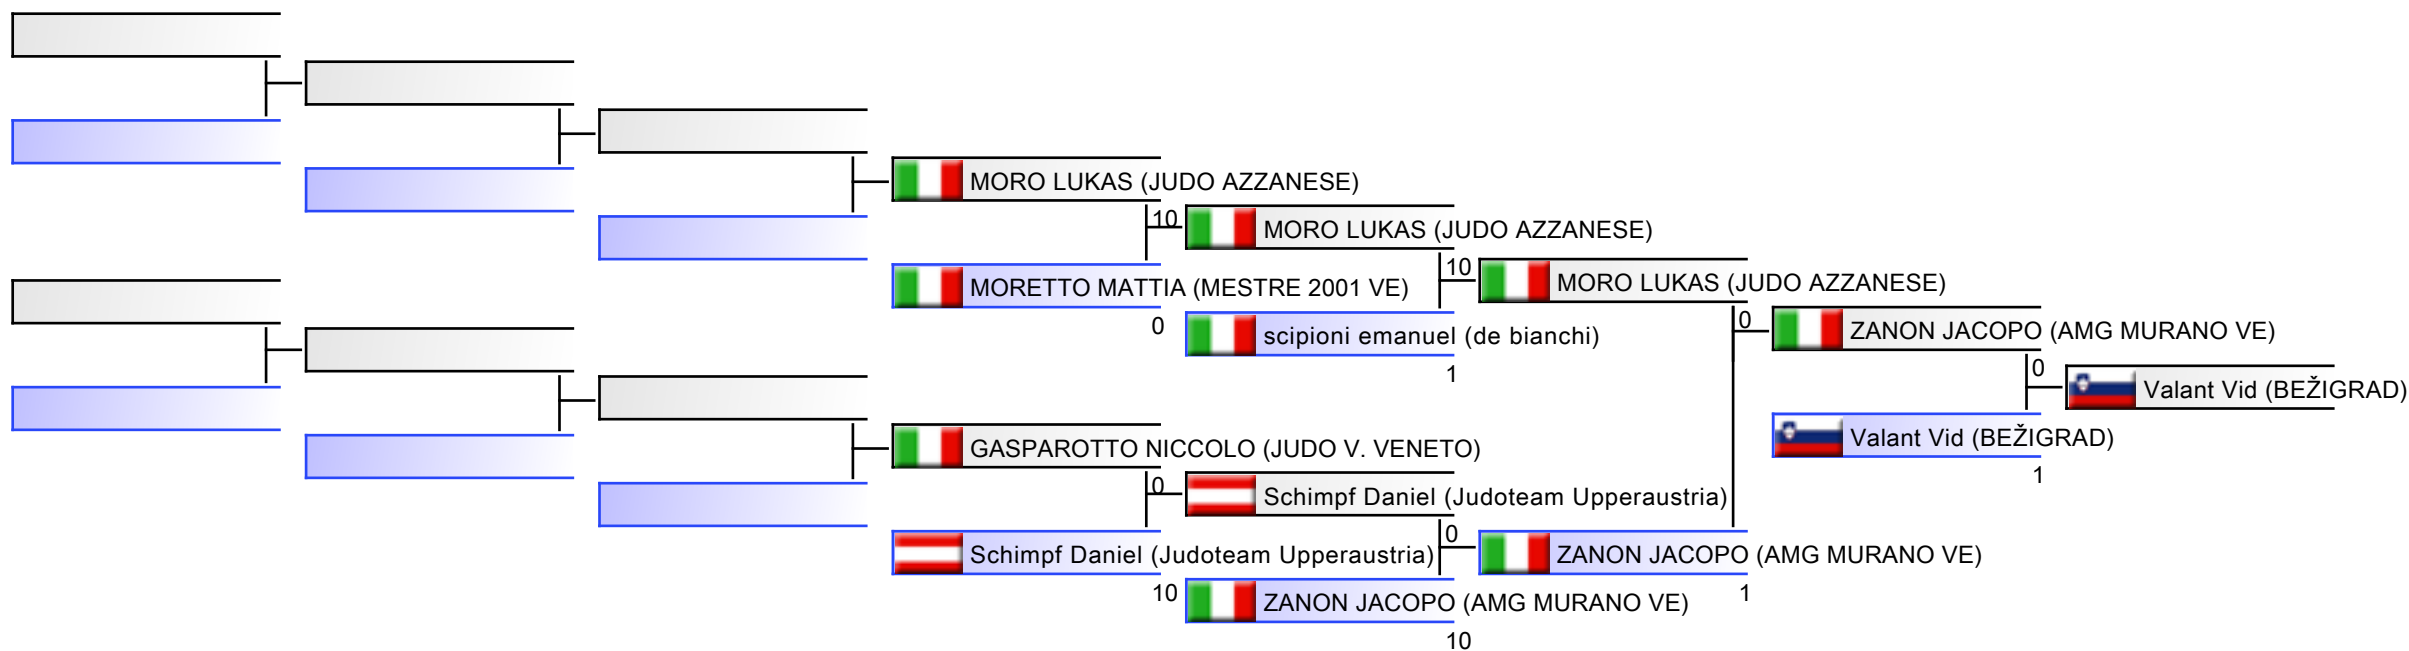 MORO LUKAS (JUDO AZZANESE)
10
MORO LUKAS (JUDO AZZANESE)
MORETTO MATTIA (MESTRE 2001 VE)
0
10
MORO LUKAS (JUDO AZZANESE)
scipioni emanuel (de bianchi)
1
0
ZANON JACOPO (AMG MURANO VE)
0
Valant Vid (BEŽIGRAD)
Valant Vid (BEŽIGRAD)
1
GASPAROTTO NICCOLO (JUDO V. VENETO)
0
Schimpf Daniel (Judoteam Upperaustria)
Schimpf Daniel (Judoteam Upperaustria)
10
0
ZANON JACOPO (AMG MURANO VE)
1
ZANON JACOPO (AMG MURANO VE)
10